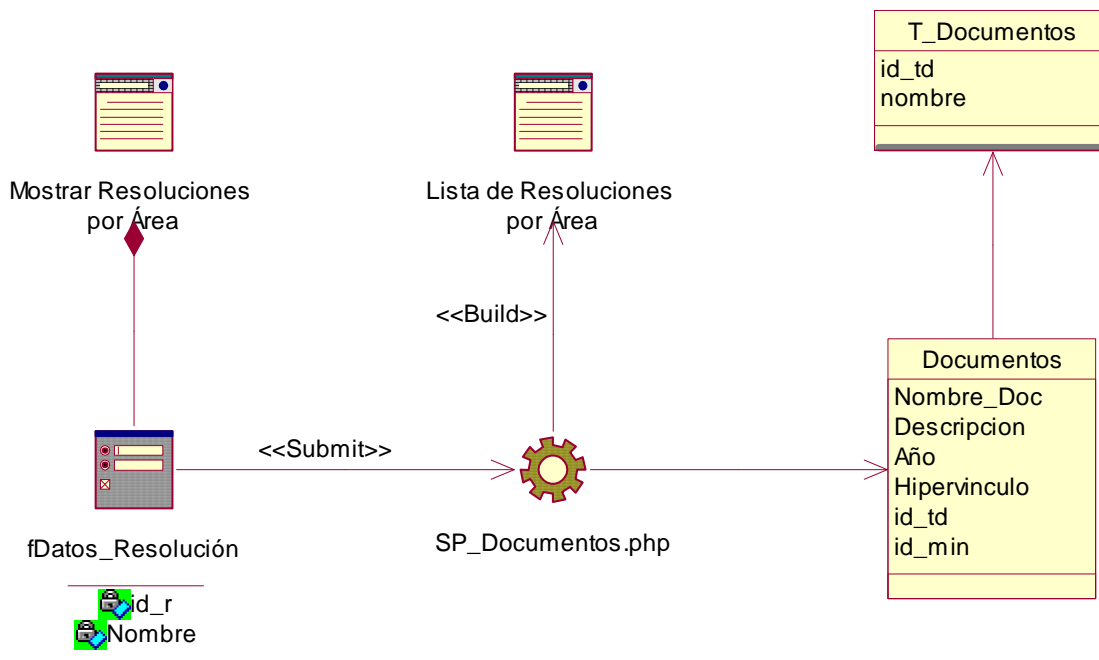 T_Documentos
id_td
nombre
Mostrar Resoluciones
por Área
Lista de Resoluciones
por Área
<<Build>>
Documentos
Nombre_Doc
Descripcion
Año
Hipervinculo
id_td
id_min
<<Submit>>
fDatos_Resolución
SP_Documentos.php
id_r
Nombre